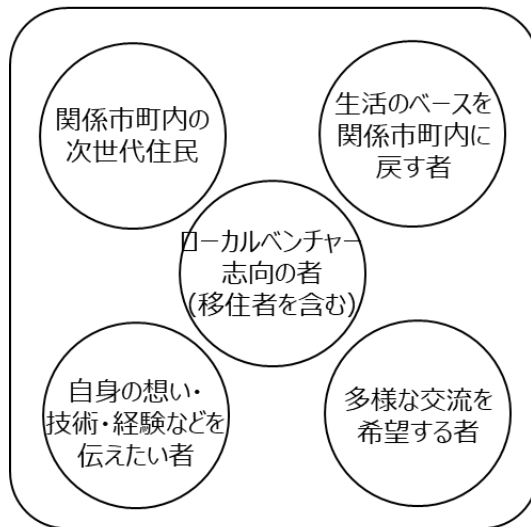 関係市町内の
次世代住民
生活のベースを
関係市町内に
戻す者
ローカルベンチャー
志向の者
(移住者を含む)
自身の想い・
技術・経験などを
伝えたい者
多様な交流を
希望する者